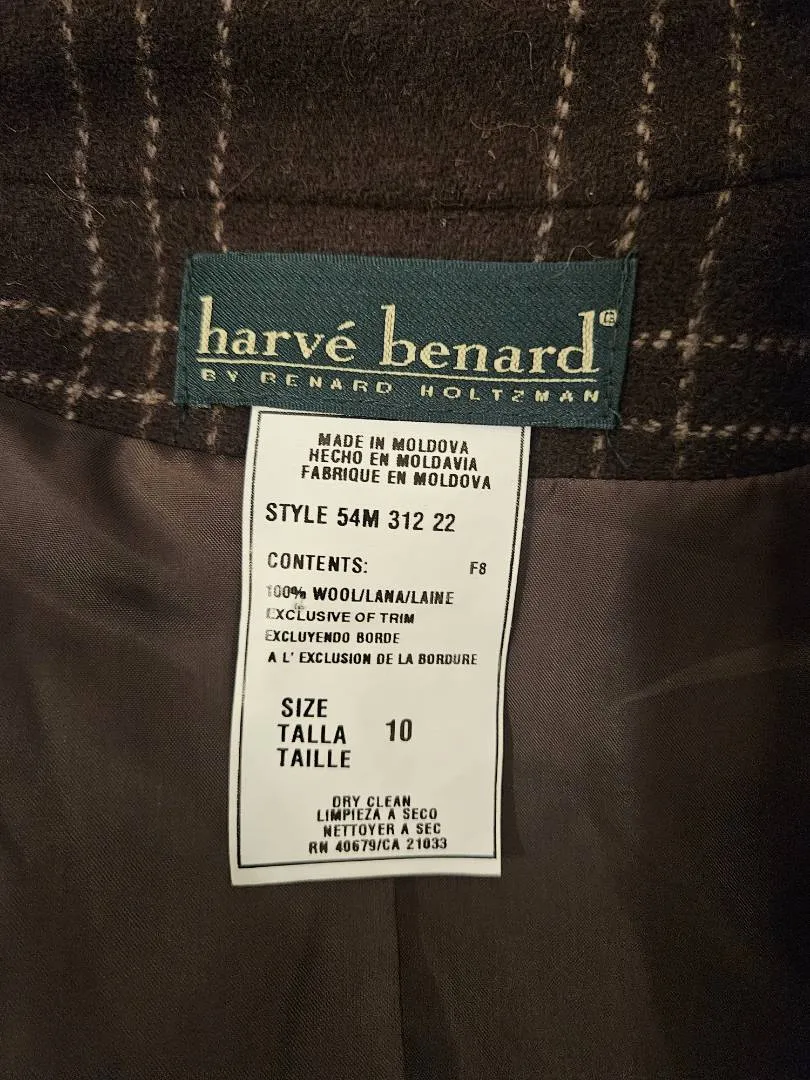 harvé benard®
BY BENARD HOLTZMAN
MADE IN MOLDOVA
HECHO EN MOLDAVIA
FABRIQUE EN MOLDOVA
STYLE 54M 312 22
CONTENTS: F8
100% WOOL/LANA/LAINE
EXCLUSIVE OF TRIM
EXCLUYENDO BORDE
A L' EXCLUSION DE LA BORDURE
SIZE
TALLA 10
TAILLE
DRY CLEAN
LIMPIEZA A SECO
NETTOYER A SEC
RN 40679/CA 21033